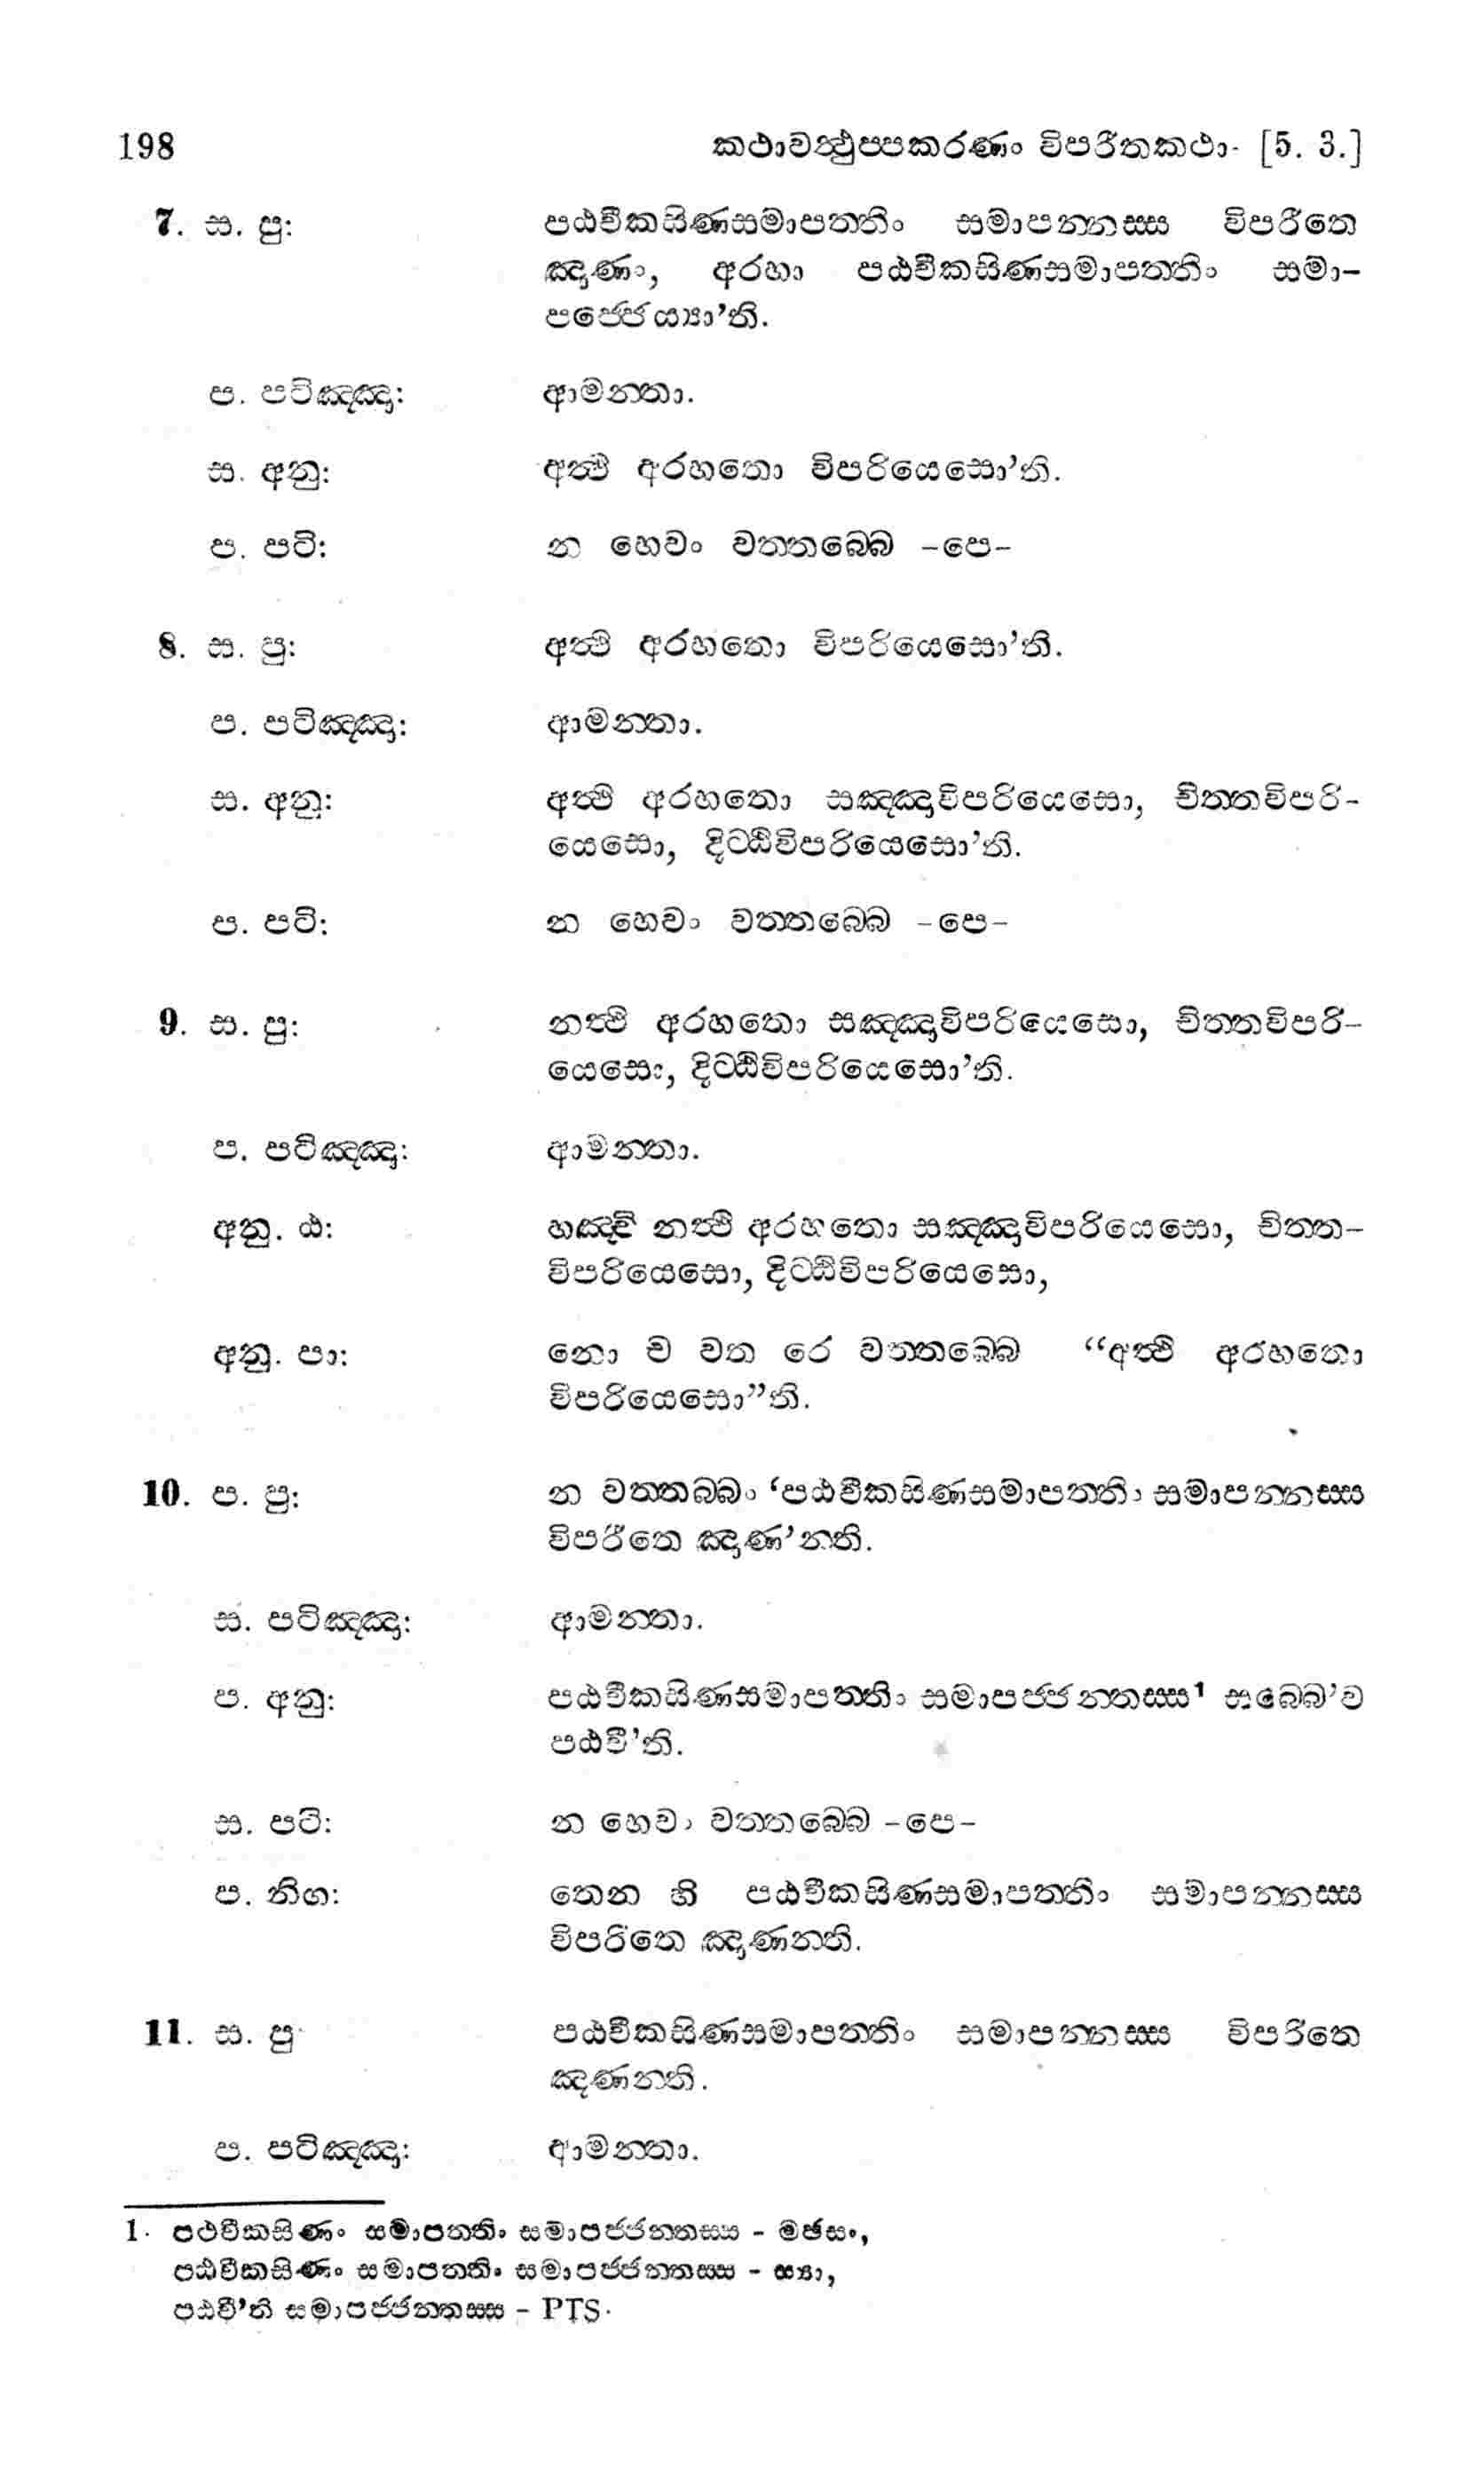 198 කථාවත්‍ථුප්පකරණං විපරීතකථා. [5. 3.]
7. ස. පු: පඨවීකසිණසමාපත්තිං සමාපන්නස්ස විපරීතෙ
ඤාණං, අරහා පඨවීකසිණසමාපත්තිං සමා-
පජ්ජෙය්‍යා’ති.
ප. පටිඤ්ඤා: ආමන්තා.
ස. අනු: අත්‍ථි අරහතො විපරියෙසො’ති.
ප. පටි: න හෙවං වත්තබ්බෙ -පෙ-
8. ස. පු: අත්‍ථි අරහතො විපරියෙසො’ති.
ප. පටිඤ්ඤා: ආමන්තා.
ස. අනු: අත්‍ථි අරහතො සඤ්ඤාවිපරියෙසො, චිත්තවිපරි-
යෙසො, දිට්ඨිවිපරියෙසො’ති.
ප. පටි: න හෙවං වත්තබ්බෙ -පෙ-
9. ස. පු: නත්‍ථි අරහතො සඤ්ඤාවිපරියෙසො, චිත්තවිපරි-
යෙසො, දිට්ඨිවිපරියෙසො’ති.
ප. පටිඤ්ඤා: ආමන්තා.
අනු. ඨ: හඤ්චි නත්‍ථි අරහතො සඤ්ඤාවිපරියෙසො, චිත්ත-
විපරියෙසො, දිට්ඨිවිපරියෙසො,
අනු. පා: නො ච වත රෙ වත්තබ්බෙ “අත්‍ථි අරහතො
විපරියෙසො”ති.
10. ප. පු: න වත්තබ්බං ‘පඨවීකසිණසමාපත්තිං සමාපන්නස්ස
විපරීතෙ ඤාණ’න්ති.
ස. පටිඤ්ඤා: ආමන්තා.
ප. අනු: පඨවීකසිණසමාපත්තිං සමාපජ්ජන්තස්ස¹ සබ්බෙ’ව
පඨවී’ති.
ස. පටි: න හෙවං වත්තබ්බෙ -පෙ-
ප. නිග: තෙන හි පඨවීකසිණසමාපත්තිං සමාපන්නස්ස
විපරිතෙ ඤාණන්ති.
11. ස. පු. පඨවීකසිණසමාපත්තිං සමාපන්නස්ස විපරිතෙ
ඤණන්ති.
ප. පටිඤ්ඤා: ආමන්තා.
1. පථවීකසිණං සමාපත්තිං සමාපජ්ජන්තස්ස - මඡසං,
පඨවීකසිණං සමාපත්තිං සමාපජ්ජන්තස්ස - ස්‍යා,
පඨවී’ති සමාපජ්ජන්තස්ස - PTS.